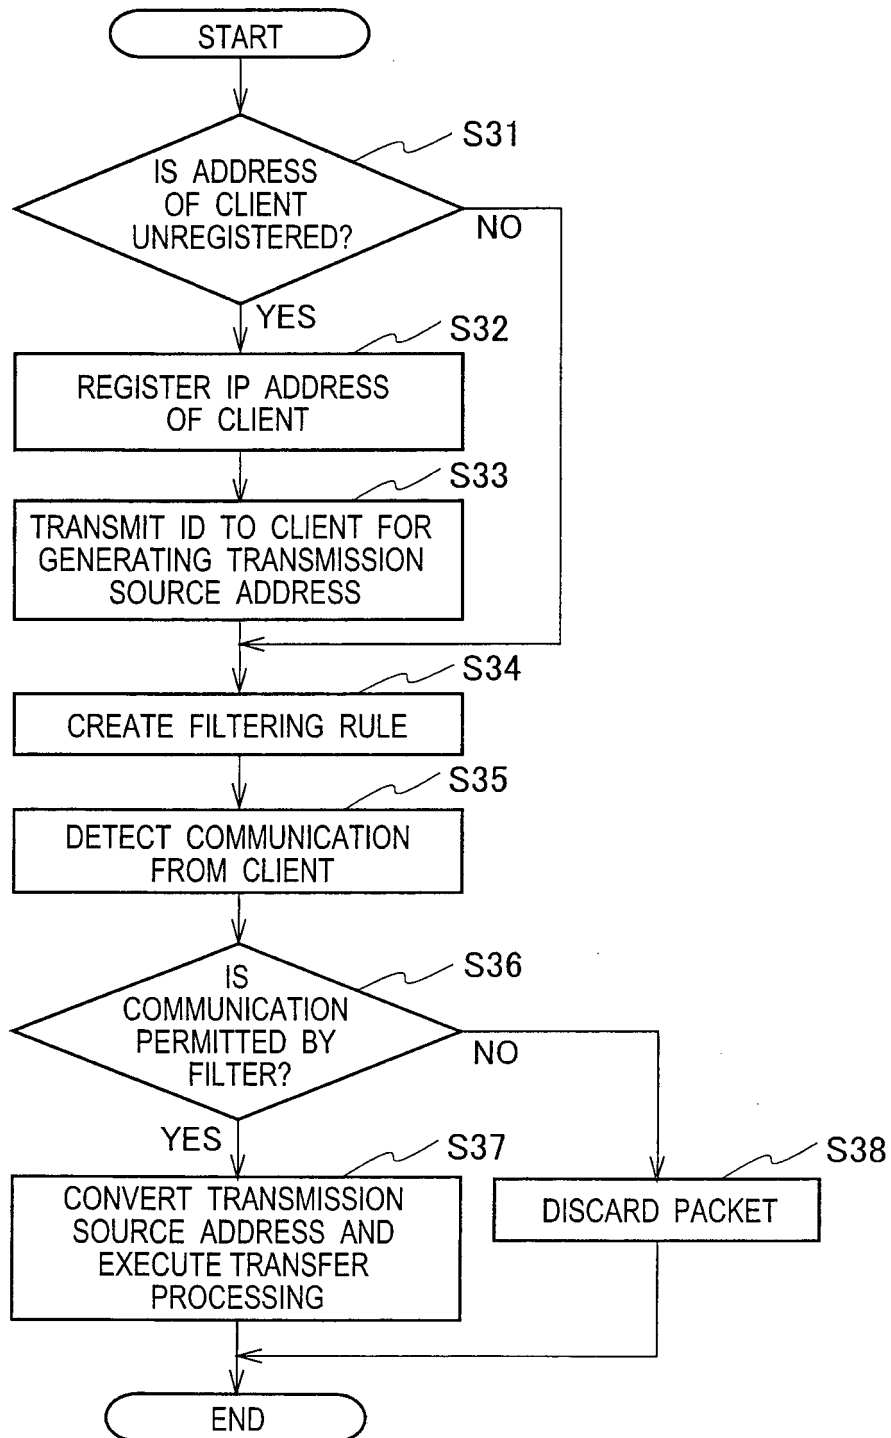 START
S31
IS ADDRESS
OF CLIENT
UNREGISTERED?
NO
YES
S32
REGISTER IP ADDRESS
OF CLIENT
S33
TRANSMIT ID TO CLIENT FOR
GENERATING TRANSMISSION
SOURCE ADDRESS
S34
CREATE FILTERING RULE
S35
DETECT COMMUNICATION
FROM CLIENT
S36
IS
COMMUNICATION
PERMITTED BY
FILTER?
NO
YES
S37
CONVERT TRANSMISSION
SOURCE ADDRESS AND
EXECUTE TRANSFER
PROCESSING
S38
DISCARD PACKET
END